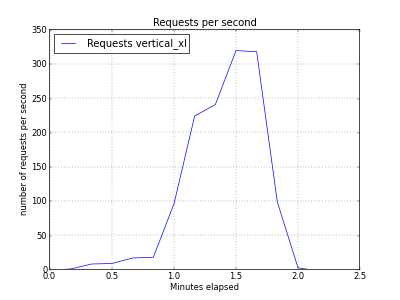 Requests per second
350
Requests vertical_xl
300
250
200
150
100
50
0
number of requests per second
0.0 0.5 1.0 1.5 2.0 2.5
Minutes elapsed